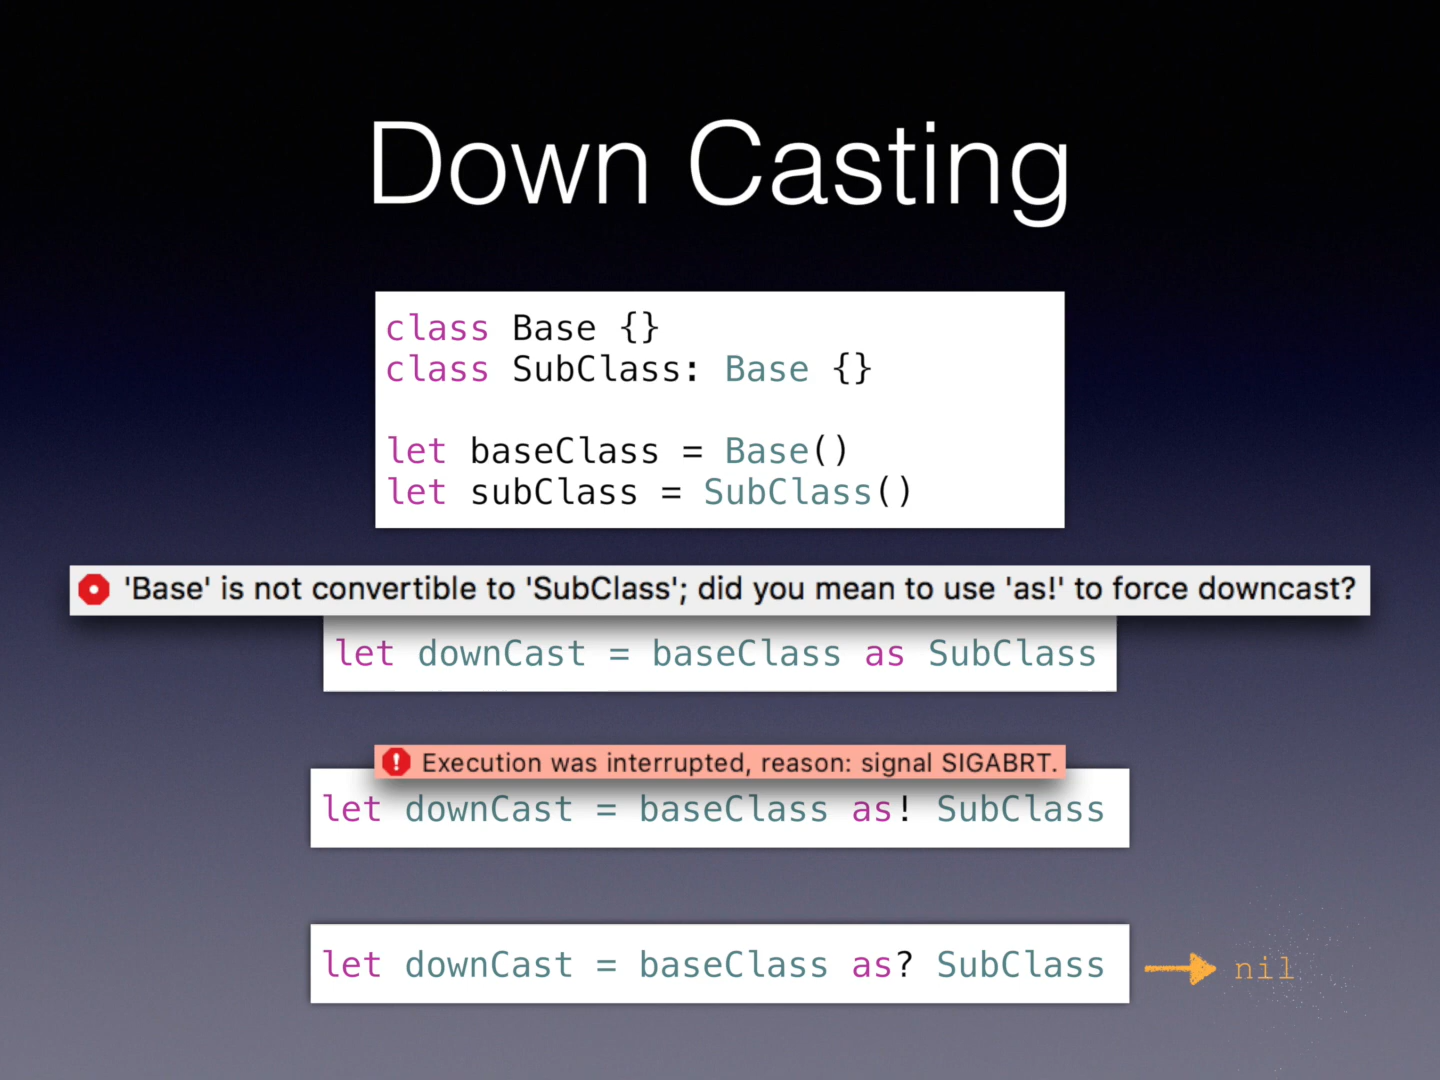 Down Casting
class Base {}
class SubClass: Base {}
let baseClass = Base()
let subClass = SubClass()
'Base' is not convertible to 'SubClass'; did you mean to use 'as!' to force downcast?
let downCast = baseClass as SubClass
Execution was interrupted, reason: signal SIGABRT.
let downCast = baseClass as! SubClass
let downCast = baseClass as? SubClass
nil